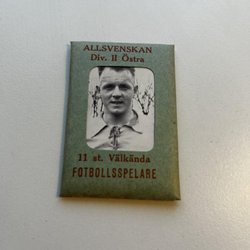 ALLSVENSKAN
Div. II Östra
11 st. Välkända
FOTBOLLSSPELARE